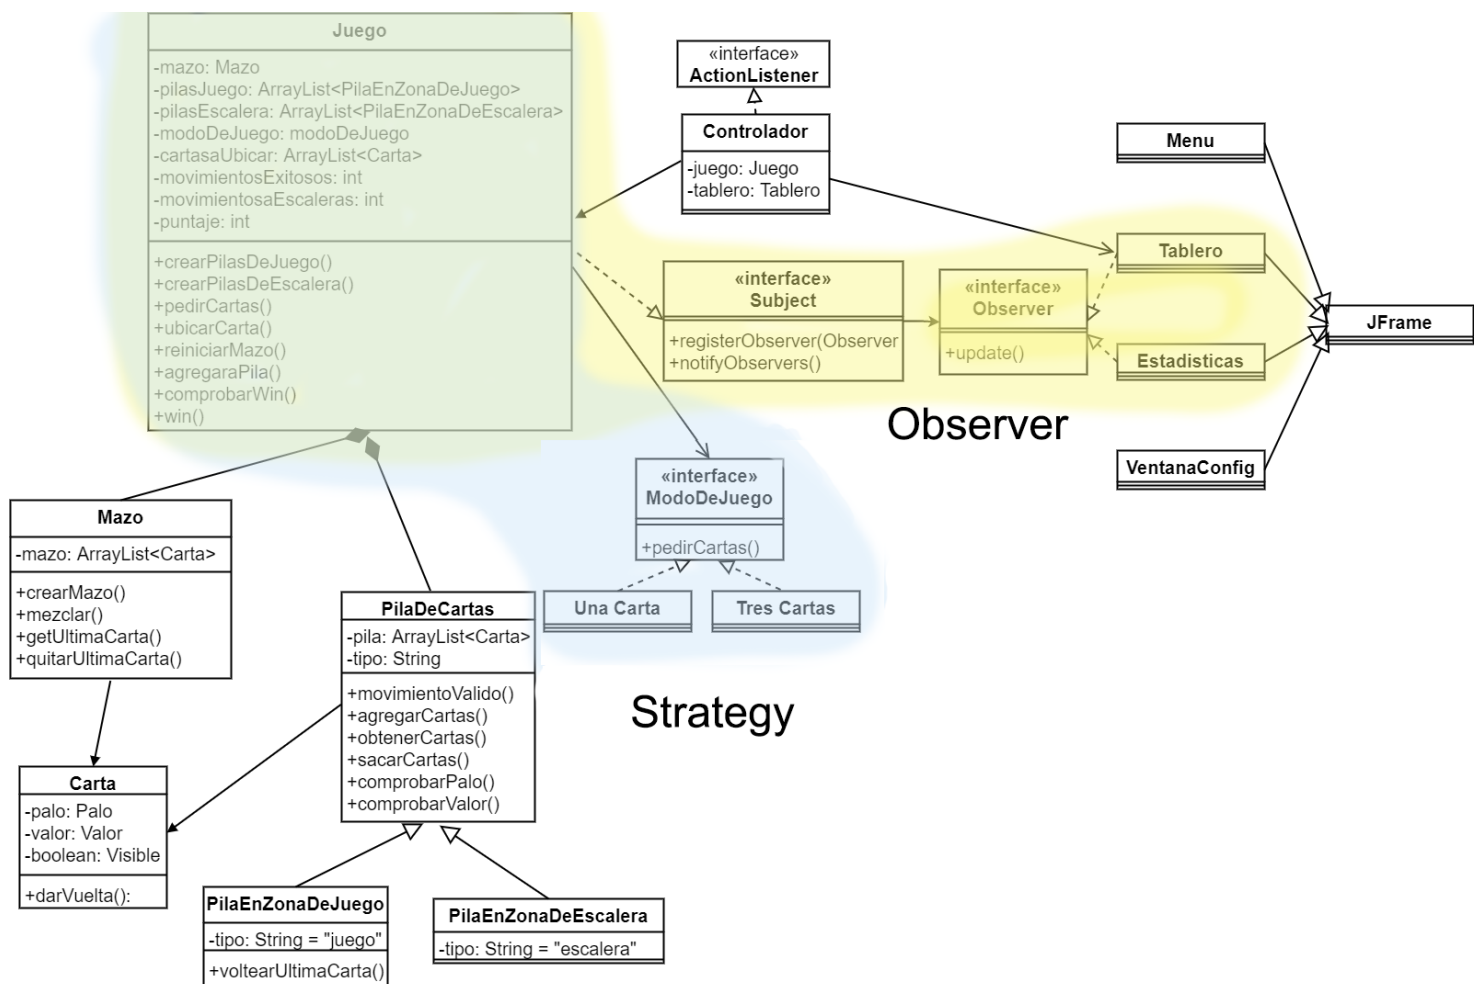 Juego
-mazo: Mazo
-pilasJuego: ArrayList<PilaEnZonaDeJuego>
-pilasEscalera: ArrayList<PilaEnZonaDeEscalera>
-modoDeJuego: modoDeJuego
-cartasaUbicar: ArrayList<Carta>
-movimientosExitosos: int
-movimientosaEscaleras: int
-puntaje: int
+crearPilasDeJuego()
+crearPilasDeEscalera()
+pedirCartas()
+ubicarCarta()
+reiniciarMazo()
+agregaraPila()
+comprobarWin()
+win()
«interface»
ActionListener
Controlador
-juego: Juego
-tablero: Tablero
Menu
Tablero
«interface»
Subject
+registerObserver(Observer
+notifyObservers()
«interface»
Observer
+update()
Estadisticas
JFrame
Observer
VentanaConfig
«interface»
ModoDeJuego
+pedirCartas()
Una Carta
Tres Cartas
Strategy
Mazo
-mazo: ArrayList<Carta>
+crearMazo()
+mezclar()
+getUltimaCarta()
+quitarUltimaCarta()
PilaDeCartas
-pila: ArrayList<Carta>
-tipo: String
+movimientoValido()
+agregarCartas()
+obtenerCartas()
+sacarCartas()
+comprobarPalo()
+comprobarValor()
Carta
-palo: Palo
-valor: Valor
-boolean: Visible
+darVuelta():
PilaEnZonaDeJuego
-tipo: String = "juego"
+voltearUltimaCarta()
PilaEnZonaDeEscalera
-tipo: String = "escalera"